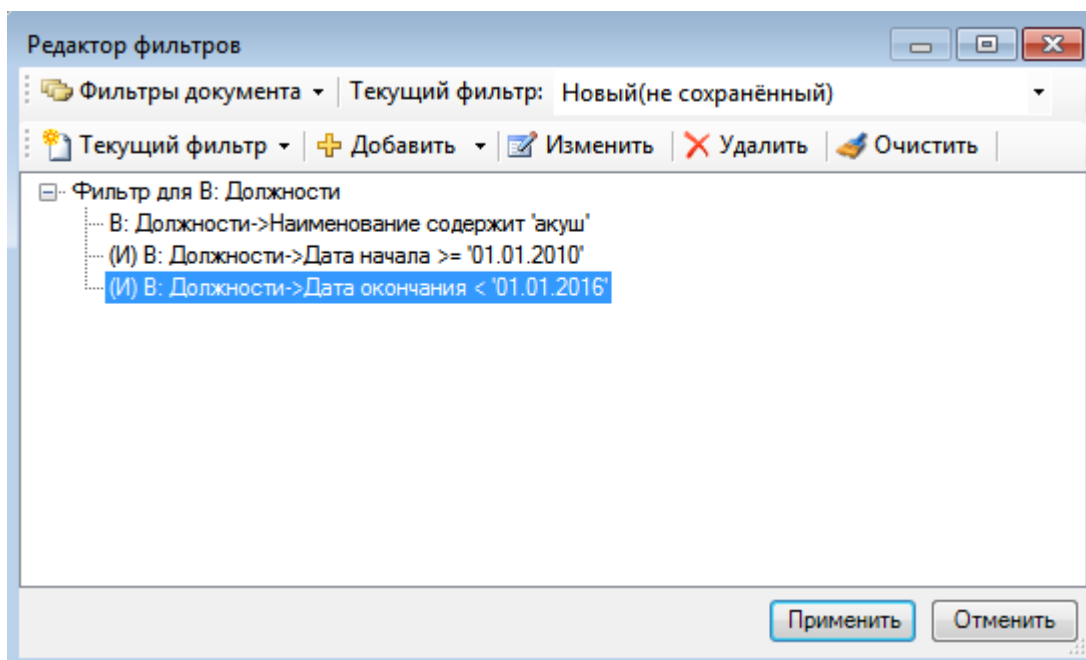 Редактор фильтров
Фильтры документа Текущий фильтр: Новый(не сохранённый)
Текущий фильтр Добавить Изменить Удалить Очистить
Фильтр для В: Должности
В: Должности->Наименование содержит 'акуш'
(И) В: Должности->Дата начала >= '01.01.2010'
(И) В: Должности->Дата окончания < '01.01.2016'
Применить Отменить